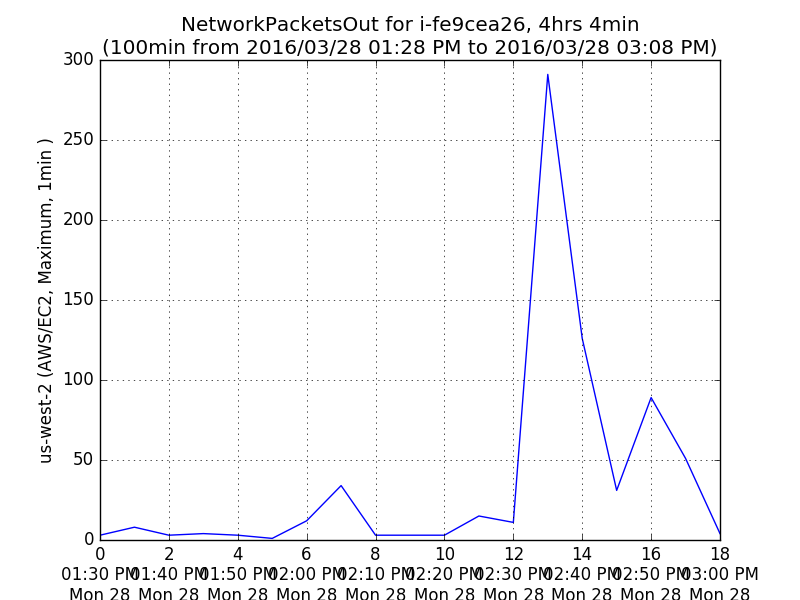 NetworkPacketsOut for i-fe9cea26, 4hrs 4min
(100min from 2016/03/28 01:28 PM to 2016/03/28 03:08 PM)
us-west-2 (AWS/EC2, Maximum, 1min )
300
250
200
150
100
50
0
0 2 4 6 8 10 12 14 16 18
01:30 PM 01:40 PM 01:50 PM 02:00 PM 02:10 PM 02:20 PM 02:30 PM 02:40 PM 02:50 PM 03:00 PM
Mon 28 Mon 28 Mon 28 Mon 28 Mon 28 Mon 28 Mon 28 Mon 28 Mon 28 Mon 28